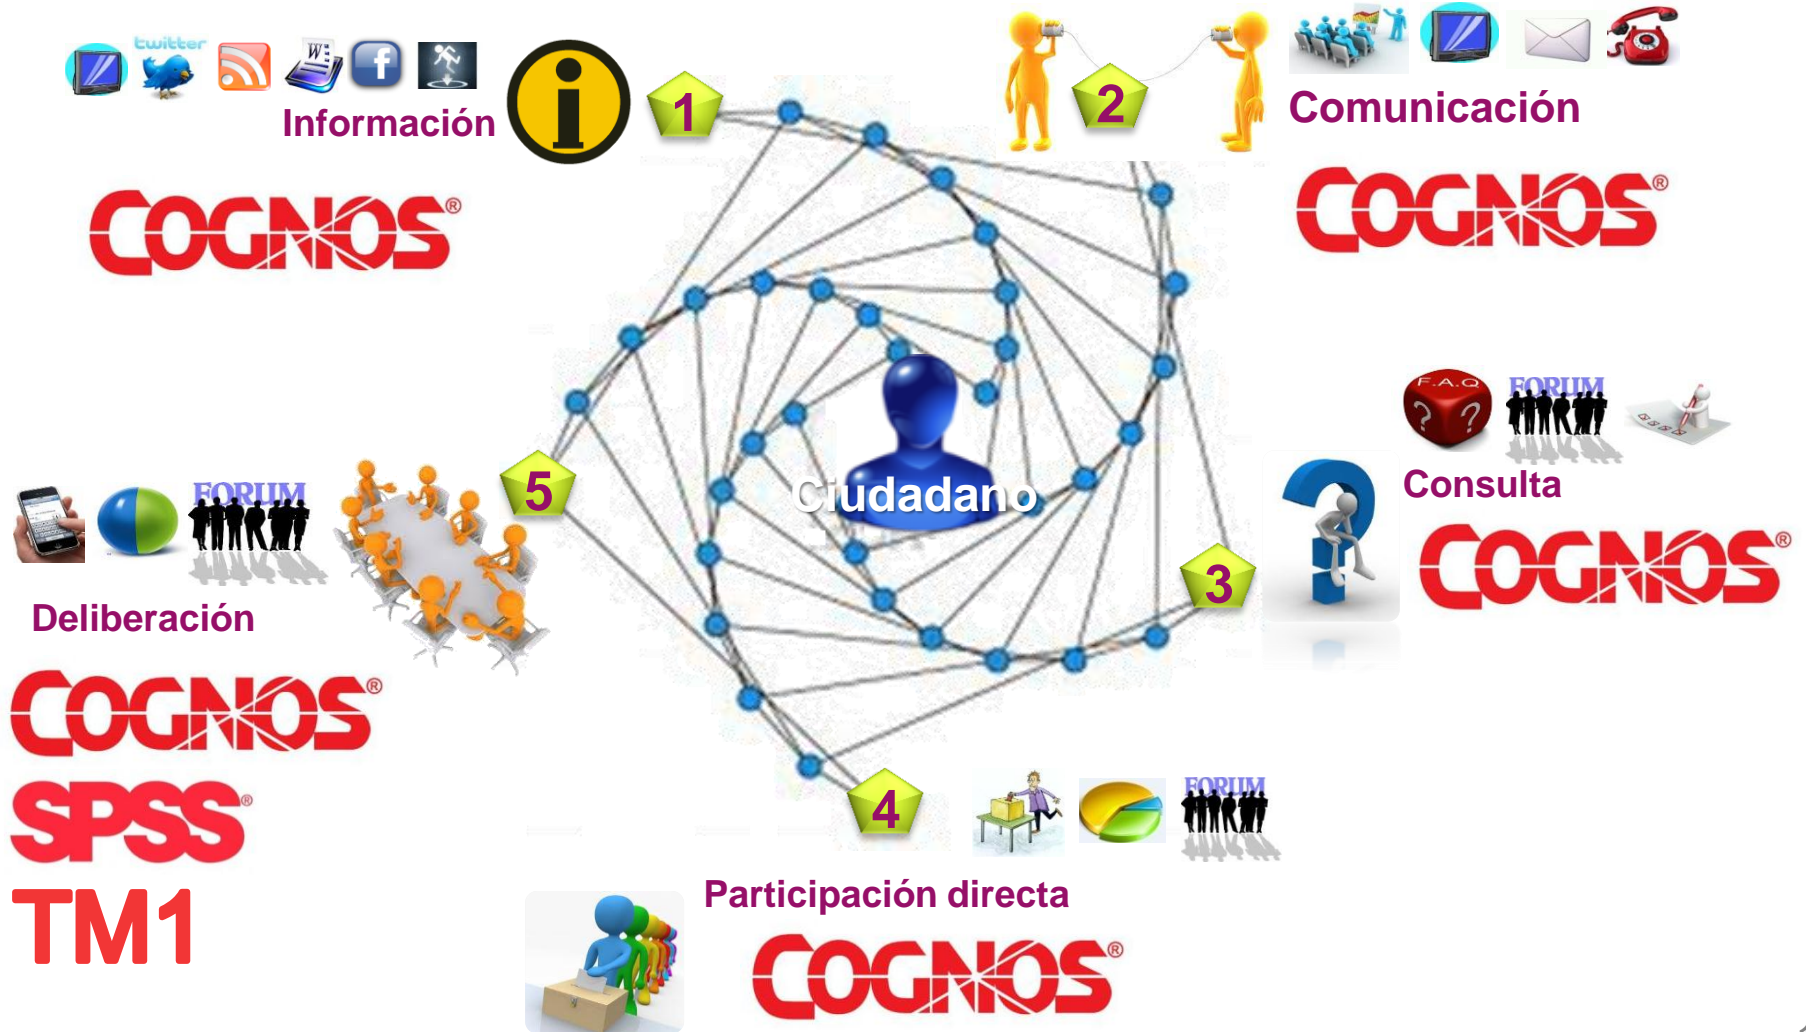 twitter
W
f
Información
i
1
COGNOS®
2
Comunicación
COGNOS®
F.A.Q
? ?
FORUM
Consulta
?
3
COGNOS®
Ciudadano
5
FORUM
Deliberación
COGNOS®
SPSS®
TM1
4
FORUM
Participación directa
COGNOS®